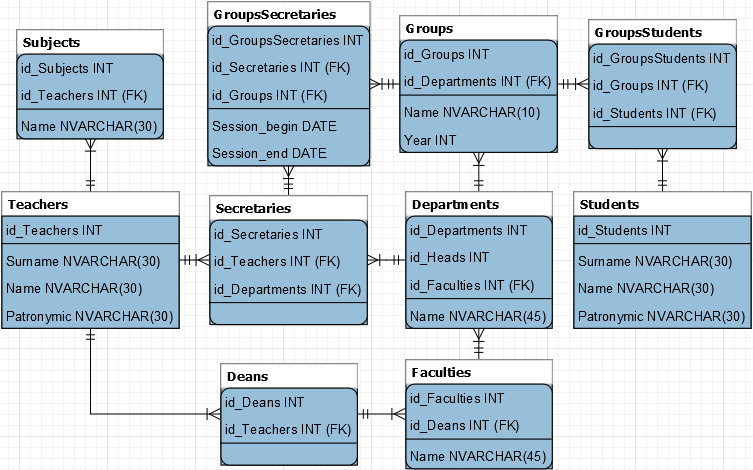 Subjects
id_Subjects INT
id_Teachers INT (FK)
Name NVARCHAR(30)
GroupsSecretaries
id_GroupsSecretaries INT
id_Secretaries INT (FK)
id_Groups INT (FK)
Session_begin DATE
Session_end DATE
Groups
id_Groups INT
id_Departments INT (FK)
Name NVARCHAR(10)
Year INT
GroupsStudents
id_GroupsStudents INT
id_Groups INT (FK)
id_Students INT (FK)
Teachers
id_Teachers INT
Surname NVARCHAR(30)
Name NVARCHAR(30)
Patronymic NVARCHAR(30)
Secretaries
id_Secretaries INT
id_Teachers INT (FK)
id_Departments INT (FK)
Departments
id_Departments INT
id_Heads INT
id_Faculties INT (FK)
Name NVARCHAR(45)
Students
id_Students INT
Surname NVARCHAR(30)
Name NVARCHAR(30)
Patronymic NVARCHAR(30)
Deans
id_Deans INT
id_Teachers INT (FK)
Faculties
id_Faculties INT
id_Deans INT (FK)
Name NVARCHAR(45)